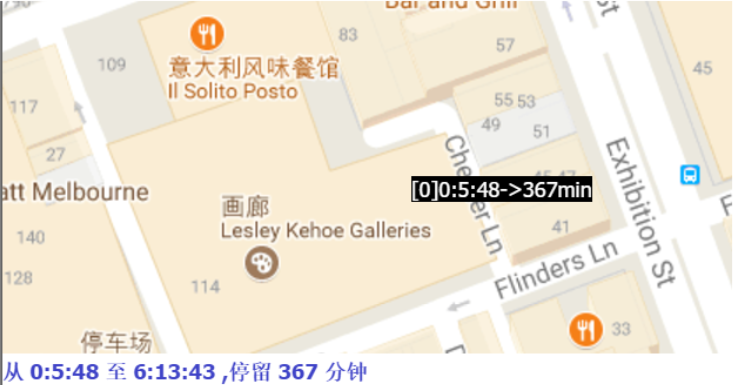 Bar and Grill
St
83
57
109
意大利风味餐馆
Il Solito Posto
45
117
55 53
49
51
27
att Melbourne
[0]0:5:48->367min
画廊
Lesley Kehoe Galleries
Exhibition St
140
41
Flinders Ln
128
114
停车场
33
从 0:5:48 至 6:13:43 ,停留 367 分钟